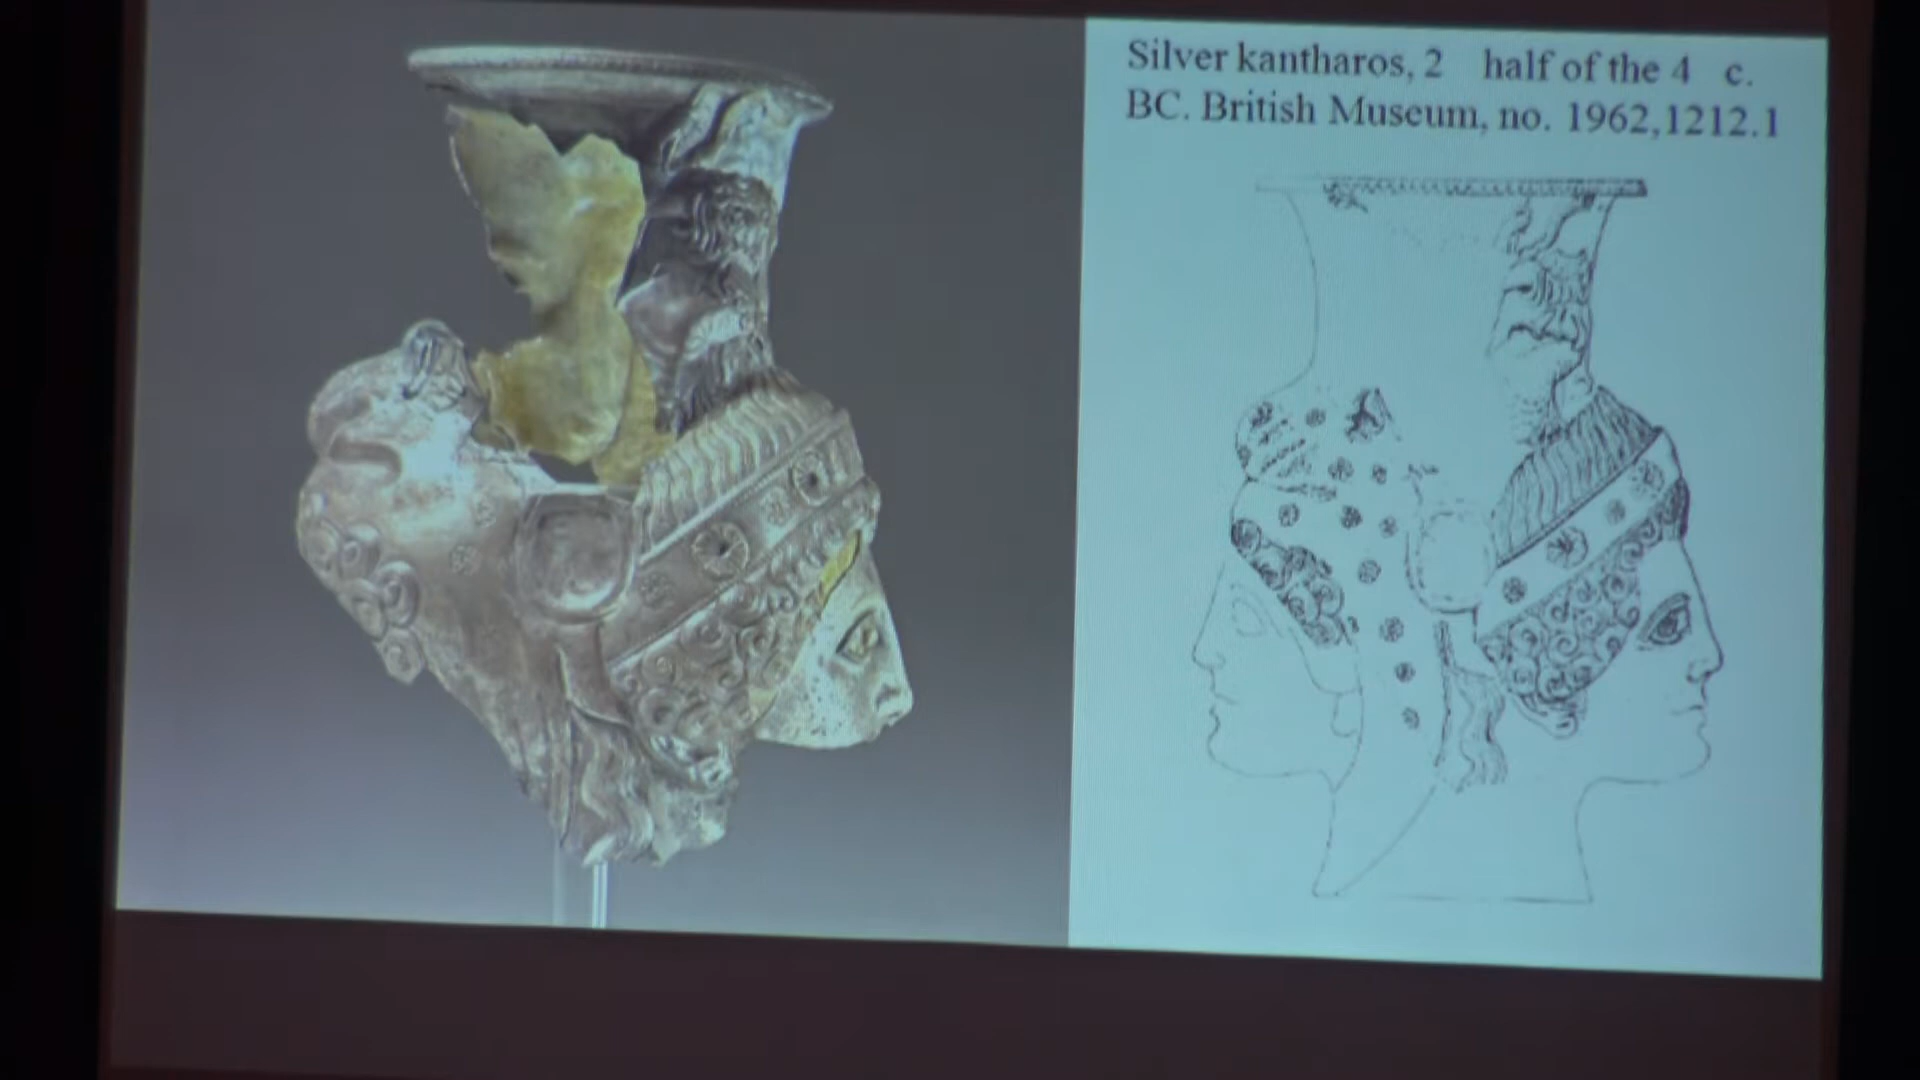 Silver kantharos, 2 half of the 4 c.
BC. British Museum, no. 1962,1212.1